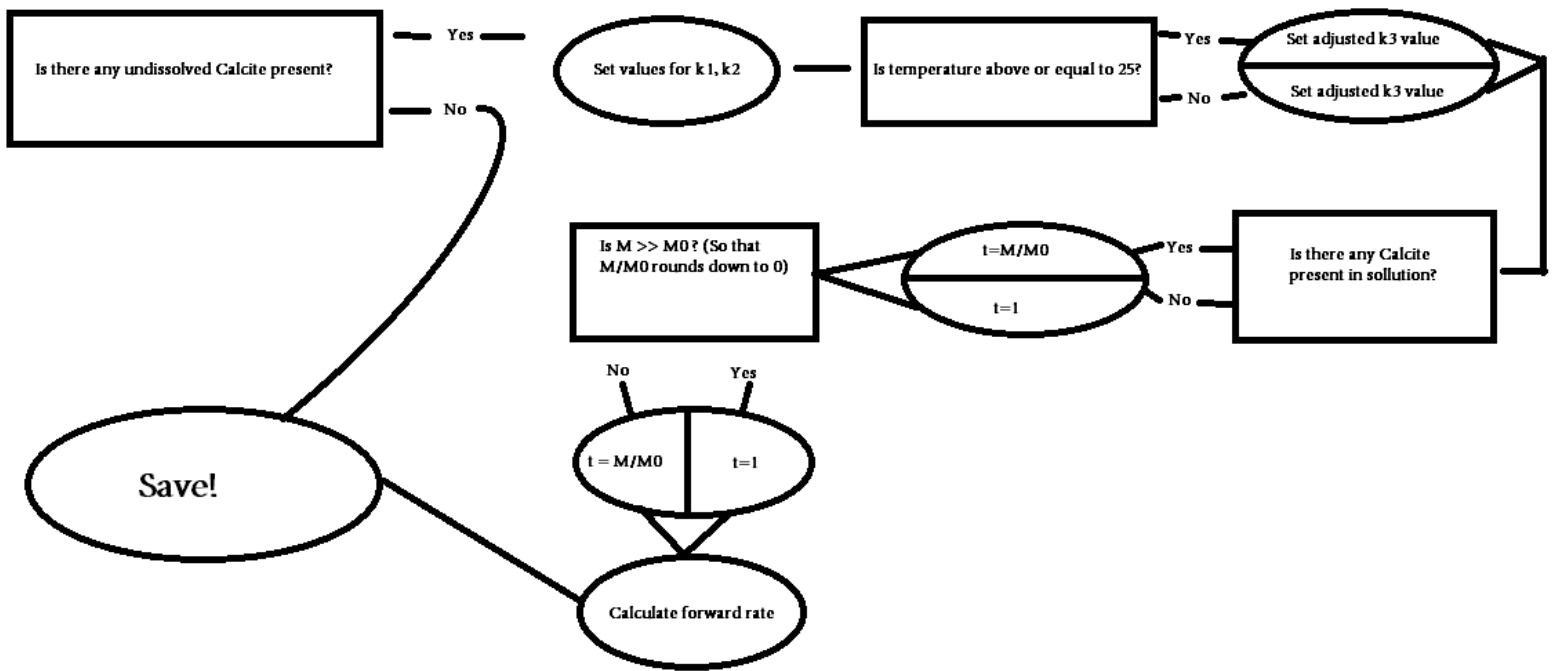 Is there any undissolved Calcite present?
Yes
No
Set values for k1, k2
Is temperature above or equal to 25?
Yes
No
Set adjusted k3 value
Set adjusted k3 value
Is there any Calcite
present in sollution?
Yes
No
t=M/M0
t=1
Is M >> M0 ? (So that
M/M0 rounds down to 0)
No
Yes
t = M/M0
t=1
Calculate forward rate
Save!